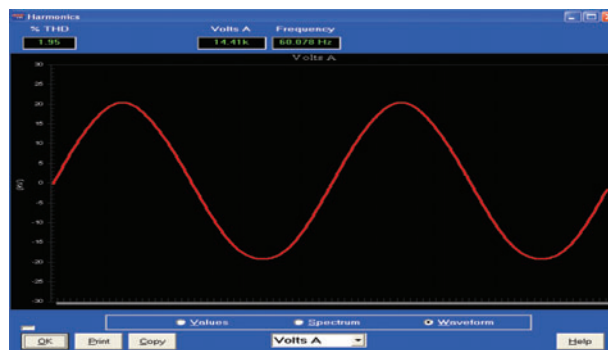 Harmonics
% THD
Volts A
Frequency
1.95
14.41k
60.078 Hz
Volts A
30
25
20
15
10
5
0
-5
-10
-15
-20
-25
-30
(K)
Values
Spectrum
Waveform
OK
Print
Copy
Volts A
Help